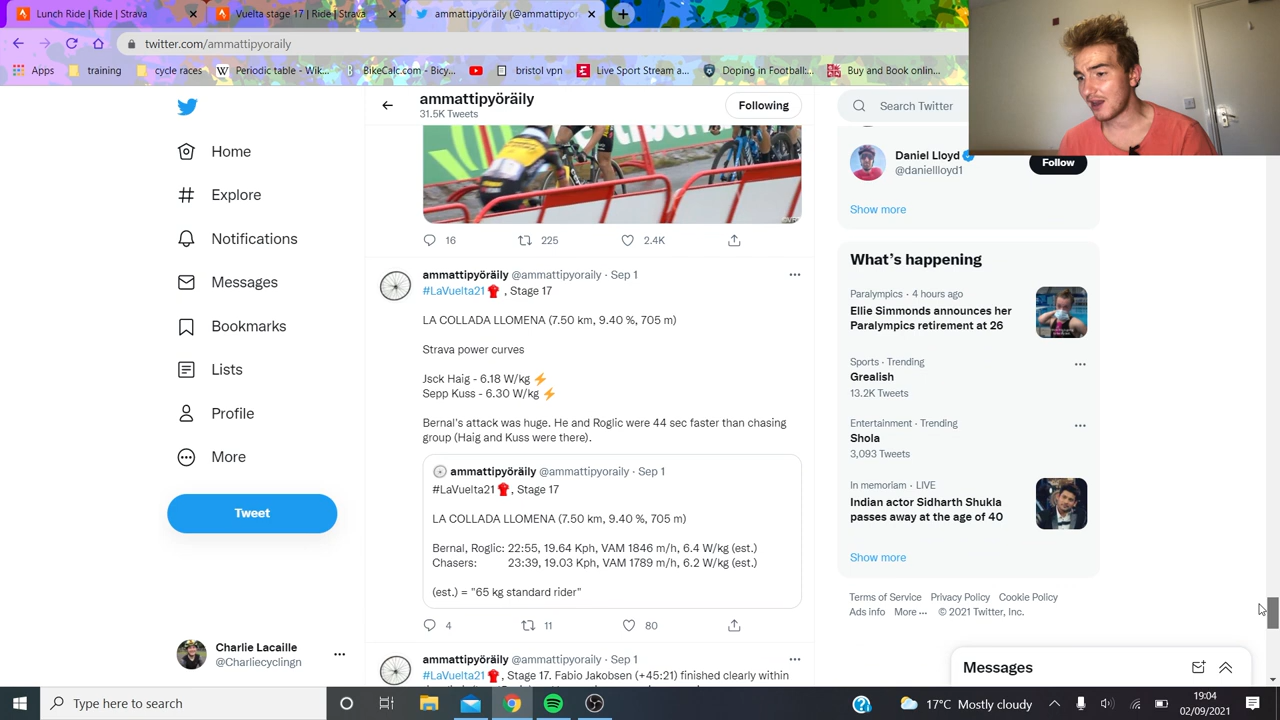 Ride | Ride | Strava
Vuelta stage 17 | Ride | Strava
ammattipyöräily (@ammattipyorai
twitter.com/ammattipyoraily
Apps
training
cycle races
Periodic table - Wik...
BikeCalc.com - Bicy...
bristol vpn
Live Sport Stream a...
Doping in Football:...
Buy and Book onlin...
Home
Explore
Notifications
Messages
Bookmarks
Lists
Profile
More
Tweet
Charlie Lacaille
@Charliecyclingn
ammattipyöräily
31.5K Tweets
Following
16
225
2.4K
ammattipyöräily @ammattipyoraily · Sep 1
#LaVuelta21 , Stage 17
LA COLLADA LLOMENA (7.50 km, 9.40 %, 705 m)
Strava power curves
Jsck Haig - 6.18 W/kg
Sepp Kuss - 6.30 W/kg
Bernal's attack was huge. He and Roglic were 44 sec faster than chasing
group (Haig and Kuss were there).
ammattipyöräily @ammattipyoraily · Sep 1
#LaVuelta21 , Stage 17
LA COLLADA LLOMENA (7.50 km, 9.40 %, 705 m)
Bernal, Roglic: 22:55, 19.64 Kph, VAM 1846 m/h, 6.4 W/kg (est.)
Chasers: 23:39, 19.03 Kph, VAM 1789 m/h, 6.2 W/kg (est.)
(est.) = "65 kg standard rider"
4
11
80
ammattipyöräily @ammattipyoraily · Sep 1
#LaVuelta21 , Stage 17. Fabio Jakobsen (+45:21) finished clearly within
Search Twitter
Daniel Lloyd
@daniellloyd1
Follow
Show more
What's happening
Paralympics · 4 hours ago
Ellie Simmonds announces her
Paralympics retirement at 26
Sports · Trending
Grealish
13.2K Tweets
Entertainment · Trending
Shola
3,093 Tweets
In memoriam · LIVE
Indian actor Sidharth Shukla
passes away at the age of 40
Show more
Terms of Service Privacy Policy Cookie Policy
Ads info More ··· © 2021 Twitter, Inc.
Messages
Type here to search
17°C Mostly cloudy
19:04
02/09/2021